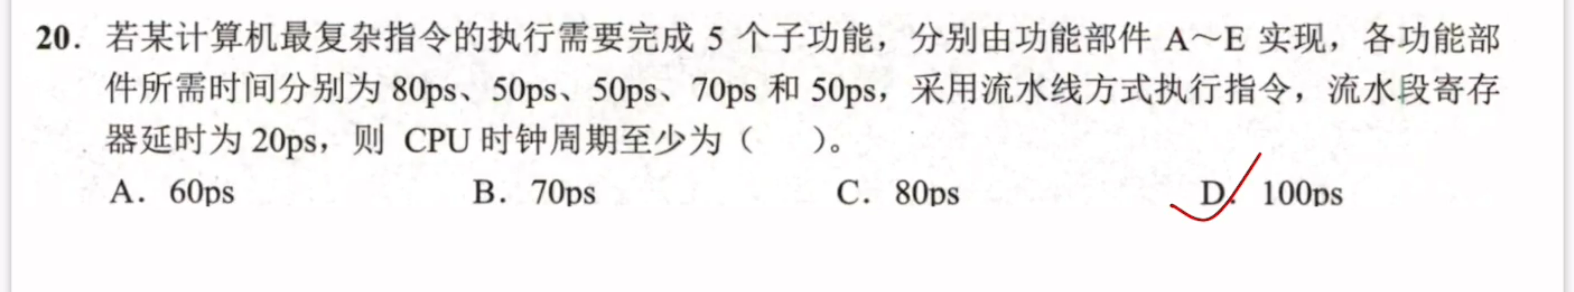 20. 若某计算机最复杂指令的执行需要完成 5 个子功能，分别由功能部件 A～E 实现，各功能部
件所需时间分别为 80ps、50ps、50ps、70ps 和 50ps，采用流水线方式执行指令，流水段寄存
器延时为 20ps，则 CPU 时钟周期至少为（　　）。
A. 60ps B. 70ps C. 80ps D. 100ps